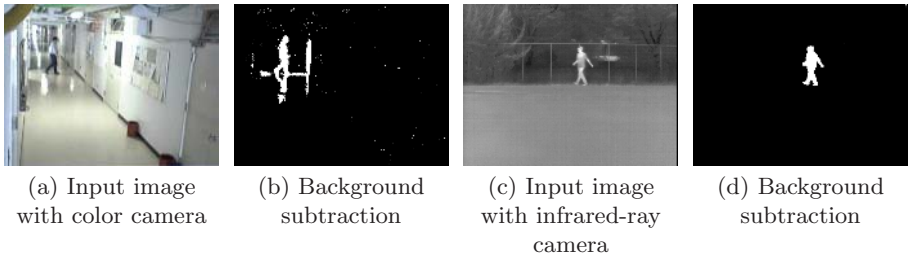 (a) Input image
with color camera
(b) Background
subtraction
(c) Input image
with infrared-ray
camera
(d) Background
subtraction